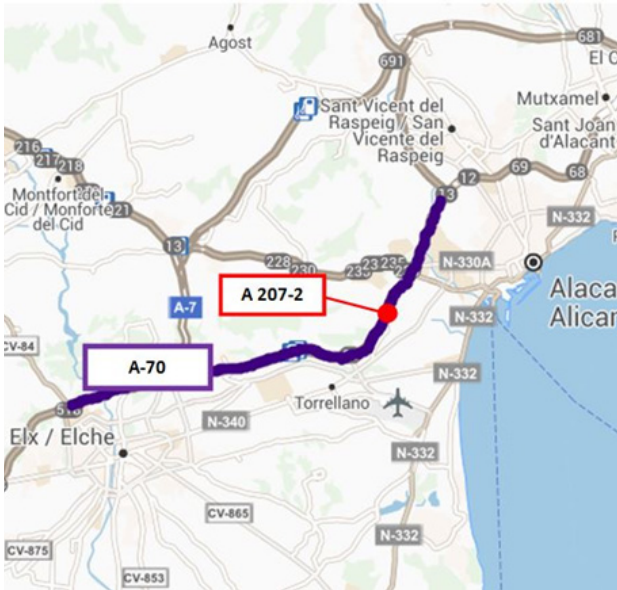 Agost
691
681
El C
Mutxamel
Sant Vicent del
Raspeig / San
Vicente del
Raspeig
Sant Joan
d'Alacant
216
217
218
21
Montfort del
Cid / Monforte
del Cid
12
69
68
13
N-332
13
228
230
233
23
235
N-330A
A 207-2
A-7
Alaca
Alican
N-332
CV-84
A-70
N-332
Torrellano
N-340
Elx / Elche
N-332
CV-865
N-332
CV-875
CV-853